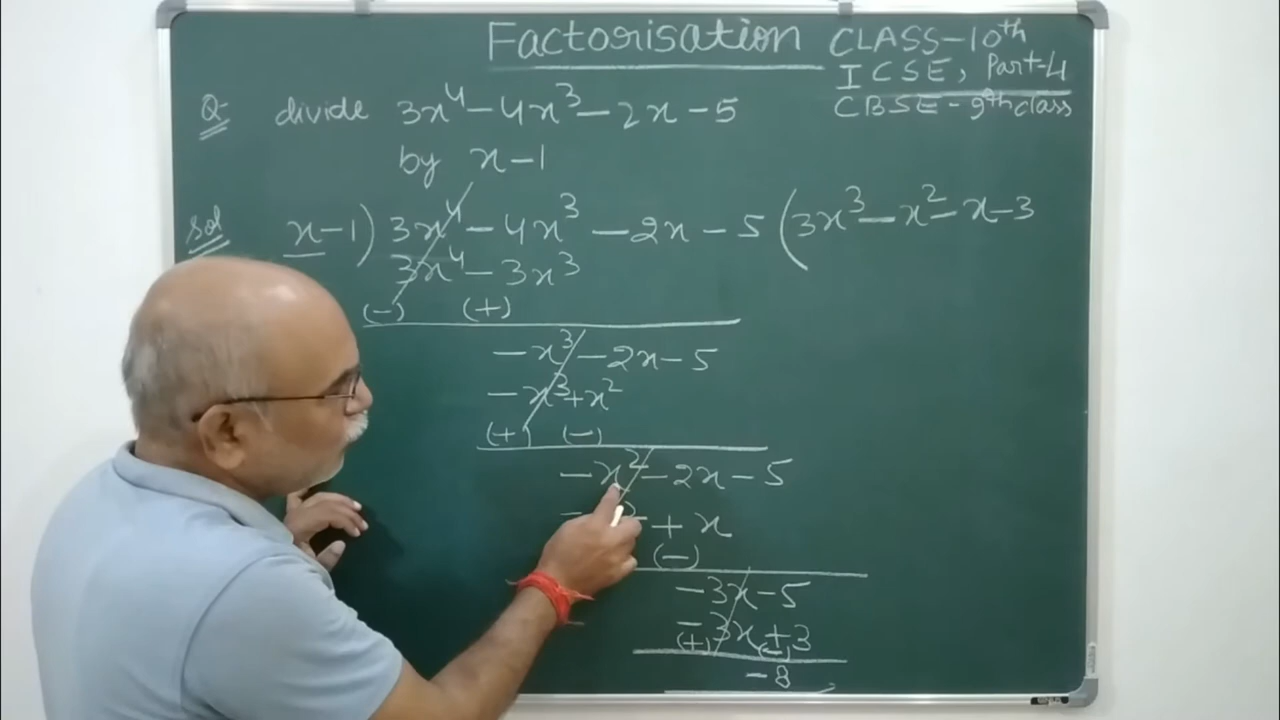 Factorisation CLASS-10th
ICSE, Part-4
CBSE-9th class
Q- divide 3x⁴-4x³-2x-5
by x-1
Sol x-1) 3x⁴-4x³-2x-5 (3x³-x²-x-3
3x⁴-3x³
(-) (+)
-x³-2x-5
-x³+x²
(+) (-)
-x²-2x-5
+x
(-)
-3x-5
-3x+3
(+) (-)
-8